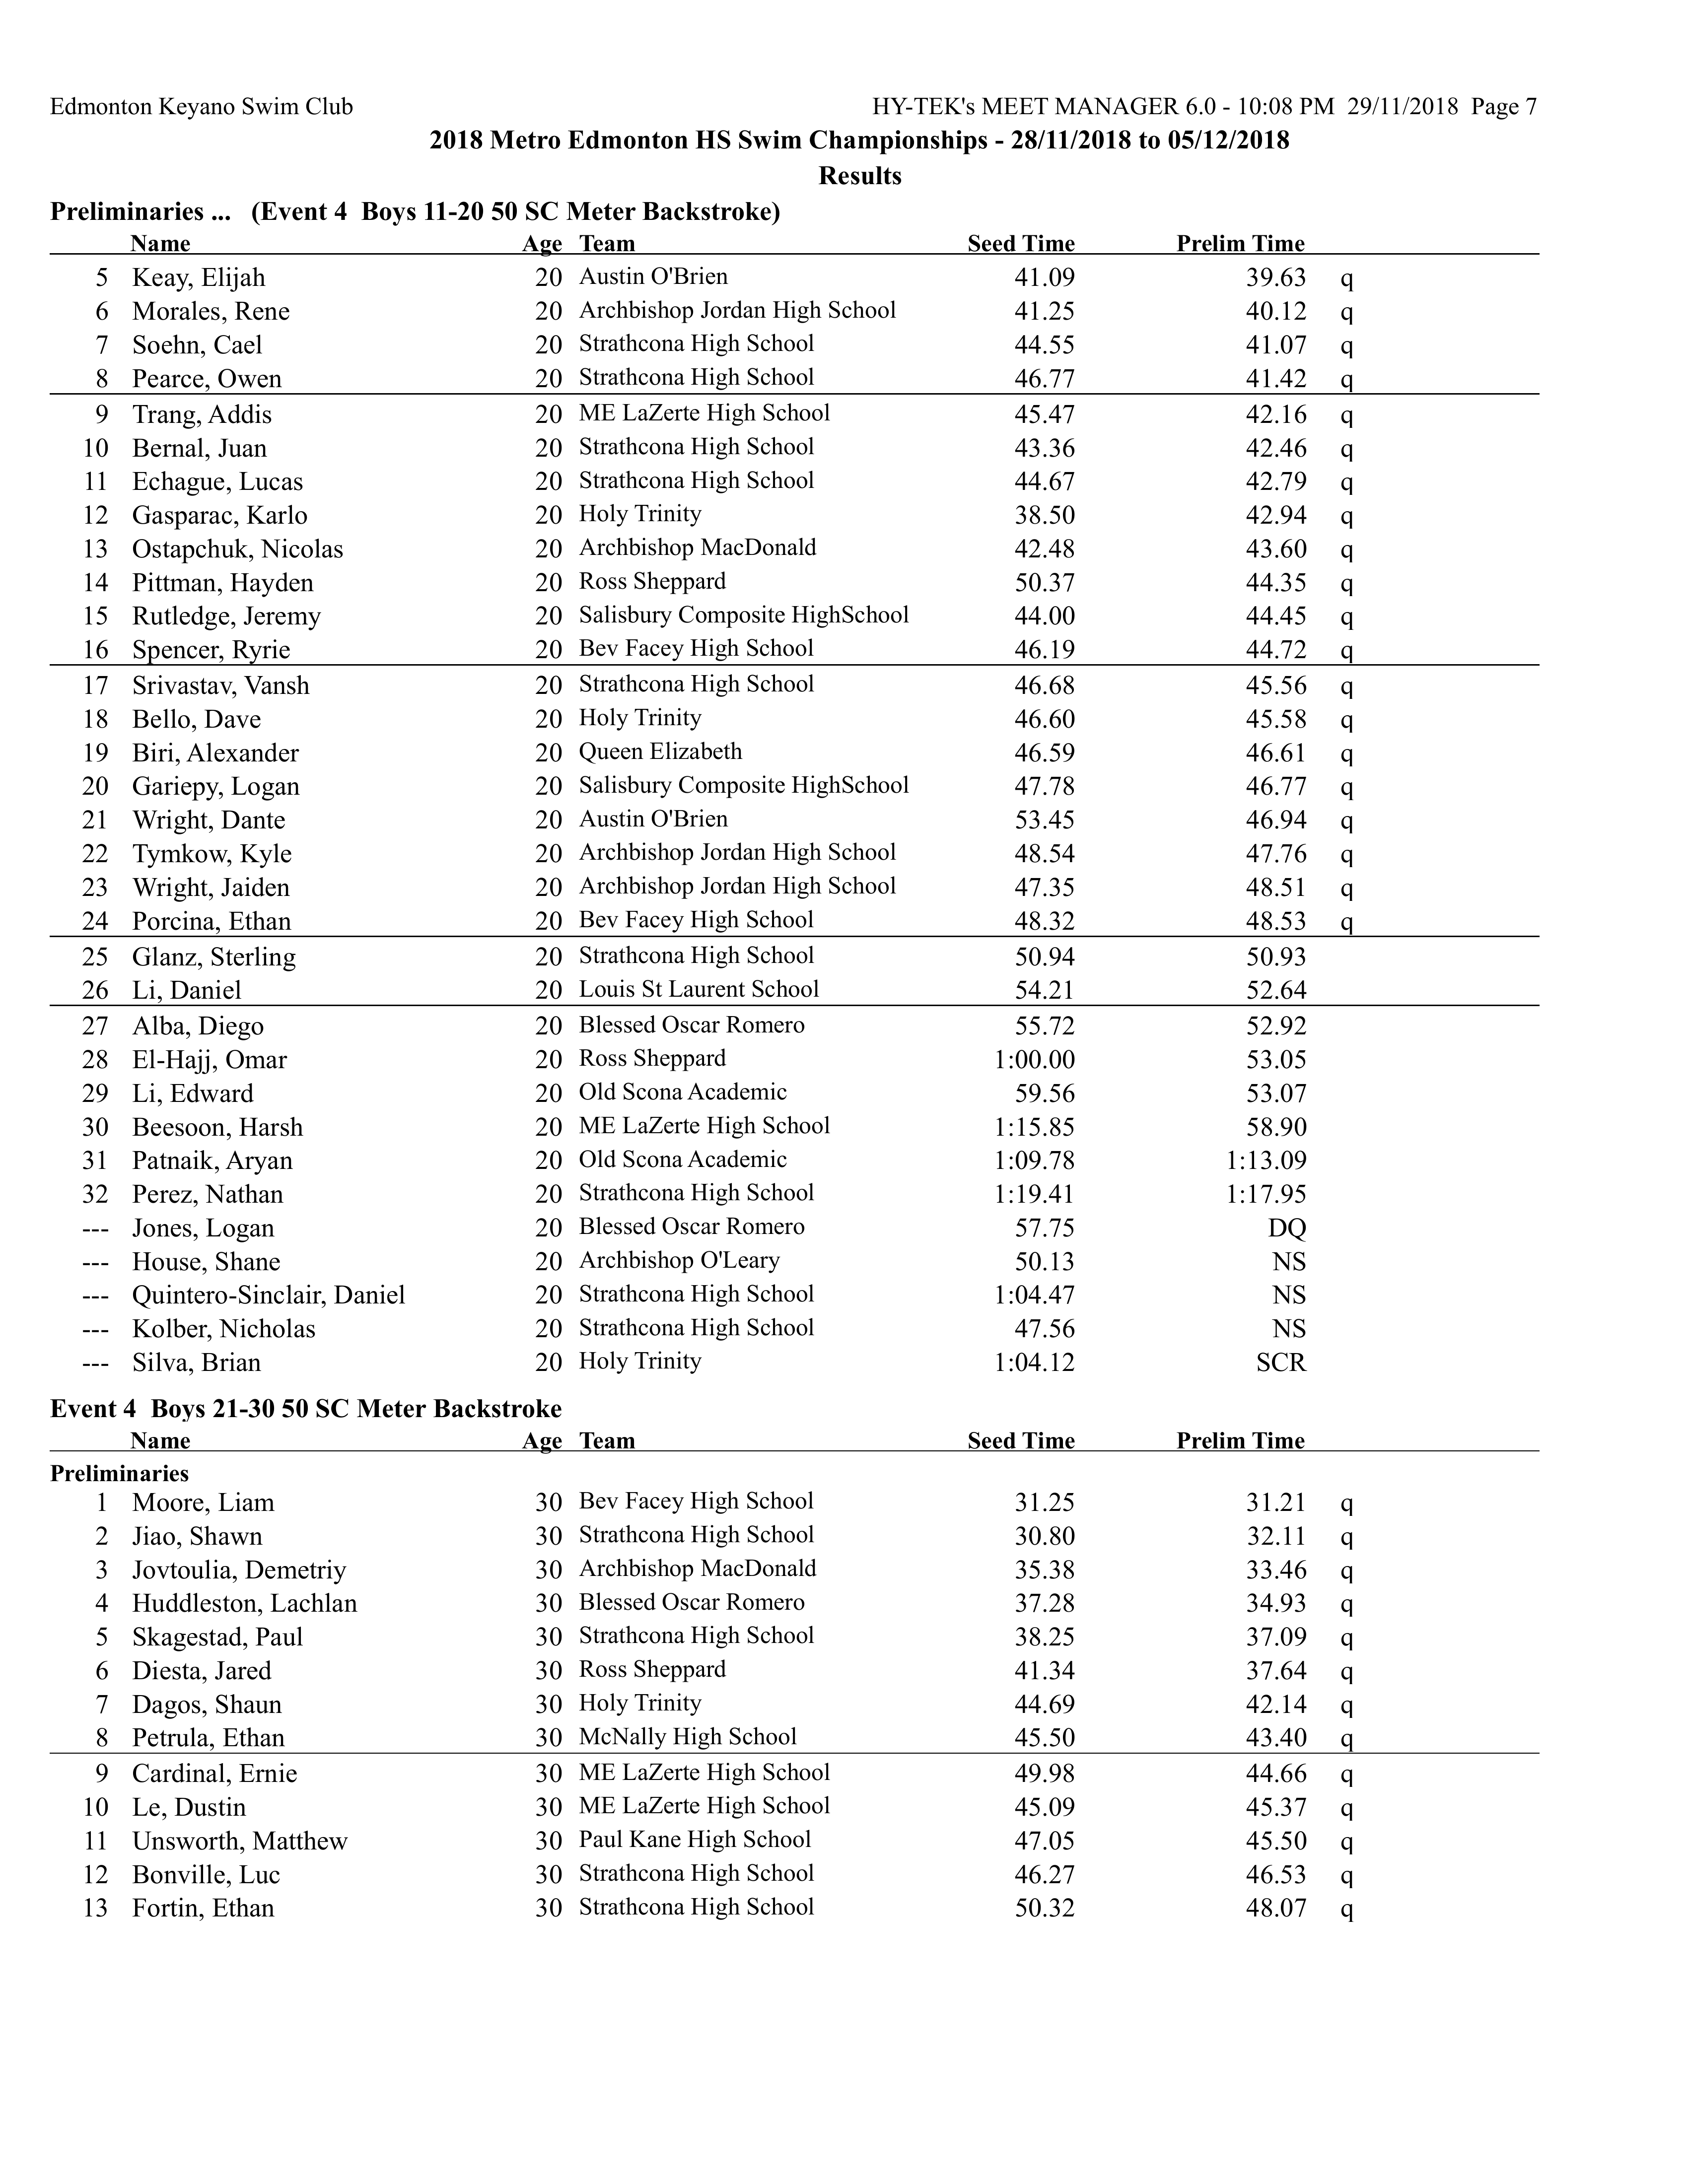 Edmonton Keyano Swim Club HY-TEK's MEET MANAGER 6.0 - 10:08 PM 29/11/2018 Page 7
2018 Metro Edmonton HS Swim Championships - 28/11/2018 to 05/12/2018
Results
Preliminaries ... (Event 4 Boys 11-20 50 SC Meter Backstroke)
Name Age Team Seed Time Prelim Time
5 Keay, Elijah 20 Austin O'Brien 41.09 39.63 q
6 Morales, Rene 20 Archbishop Jordan High School 41.25 40.12 q
7 Soehn, Cael 20 Strathcona High School 44.55 41.07 q
8 Pearce, Owen 20 Strathcona High School 46.77 41.42 q
9 Trang, Addis 20 ME LaZerte High School 45.47 42.16 q
10 Bernal, Juan 20 Strathcona High School 43.36 42.46 q
11 Echague, Lucas 20 Strathcona High School 44.67 42.79 q
12 Gasparac, Karlo 20 Holy Trinity 38.50 42.94 q
13 Ostapchuk, Nicolas 20 Archbishop MacDonald 42.48 43.60 q
14 Pittman, Hayden 20 Ross Sheppard 50.37 44.35 q
15 Rutledge, Jeremy 20 Salisbury Composite HighSchool 44.00 44.45 q
16 Spencer, Ryrie 20 Bev Facey High School 46.19 44.72 q
17 Srivastav, Vansh 20 Strathcona High School 46.68 45.56 q
18 Bello, Dave 20 Holy Trinity 46.60 45.58 q
19 Biri, Alexander 20 Queen Elizabeth 46.59 46.61 q
20 Gariepy, Logan 20 Salisbury Composite HighSchool 47.78 46.77 q
21 Wright, Dante 20 Austin O'Brien 53.45 46.94 q
22 Tymkow, Kyle 20 Archbishop Jordan High School 48.54 47.76 q
23 Wright, Jaiden 20 Archbishop Jordan High School 47.35 48.51 q
24 Porcina, Ethan 20 Bev Facey High School 48.32 48.53 q
25 Glanz, Sterling 20 Strathcona High School 50.94 50.93
26 Li, Daniel 20 Louis St Laurent School 54.21 52.64
27 Alba, Diego 20 Blessed Oscar Romero 55.72 52.92
28 El-Hajj, Omar 20 Ross Sheppard 1:00.00 53.05
29 Li, Edward 20 Old Scona Academic 59.56 53.07
30 Beesoon, Harsh 20 ME LaZerte High School 1:15.85 58.90
31 Patnaik, Aryan 20 Old Scona Academic 1:09.78 1:13.09
32 Perez, Nathan 20 Strathcona High School 1:19.41 1:17.95
--- Jones, Logan 20 Blessed Oscar Romero 57.75 DQ
--- House, Shane 20 Archbishop O'Leary 50.13 NS
--- Quintero-Sinclair, Daniel 20 Strathcona High School 1:04.47 NS
--- Kolber, Nicholas 20 Strathcona High School 47.56 NS
--- Silva, Brian 20 Holy Trinity 1:04.12 SCR
Event 4 Boys 21-30 50 SC Meter Backstroke
Name Age Team Seed Time Prelim Time
Preliminaries
1 Moore, Liam 30 Bev Facey High School 31.25 31.21 q
2 Jiao, Shawn 30 Strathcona High School 30.80 32.11 q
3 Jovtoulia, Demetriy 30 Archbishop MacDonald 35.38 33.46 q
4 Huddleston, Lachlan 30 Blessed Oscar Romero 37.28 34.93 q
5 Skagestad, Paul 30 Strathcona High School 38.25 37.09 q
6 Diesta, Jared 30 Ross Sheppard 41.34 37.64 q
7 Dagos, Shaun 30 Holy Trinity 44.69 42.14 q
8 Petrula, Ethan 30 McNally High School 45.50 43.40 q
9 Cardinal, Ernie 30 ME LaZerte High School 49.98 44.66 q
10 Le, Dustin 30 ME LaZerte High School 45.09 45.37 q
11 Unsworth, Matthew 30 Paul Kane High School 47.05 45.50 q
12 Bonville, Luc 30 Strathcona High School 46.27 46.53 q
13 Fortin, Ethan 30 Strathcona High School 50.32 48.07 q